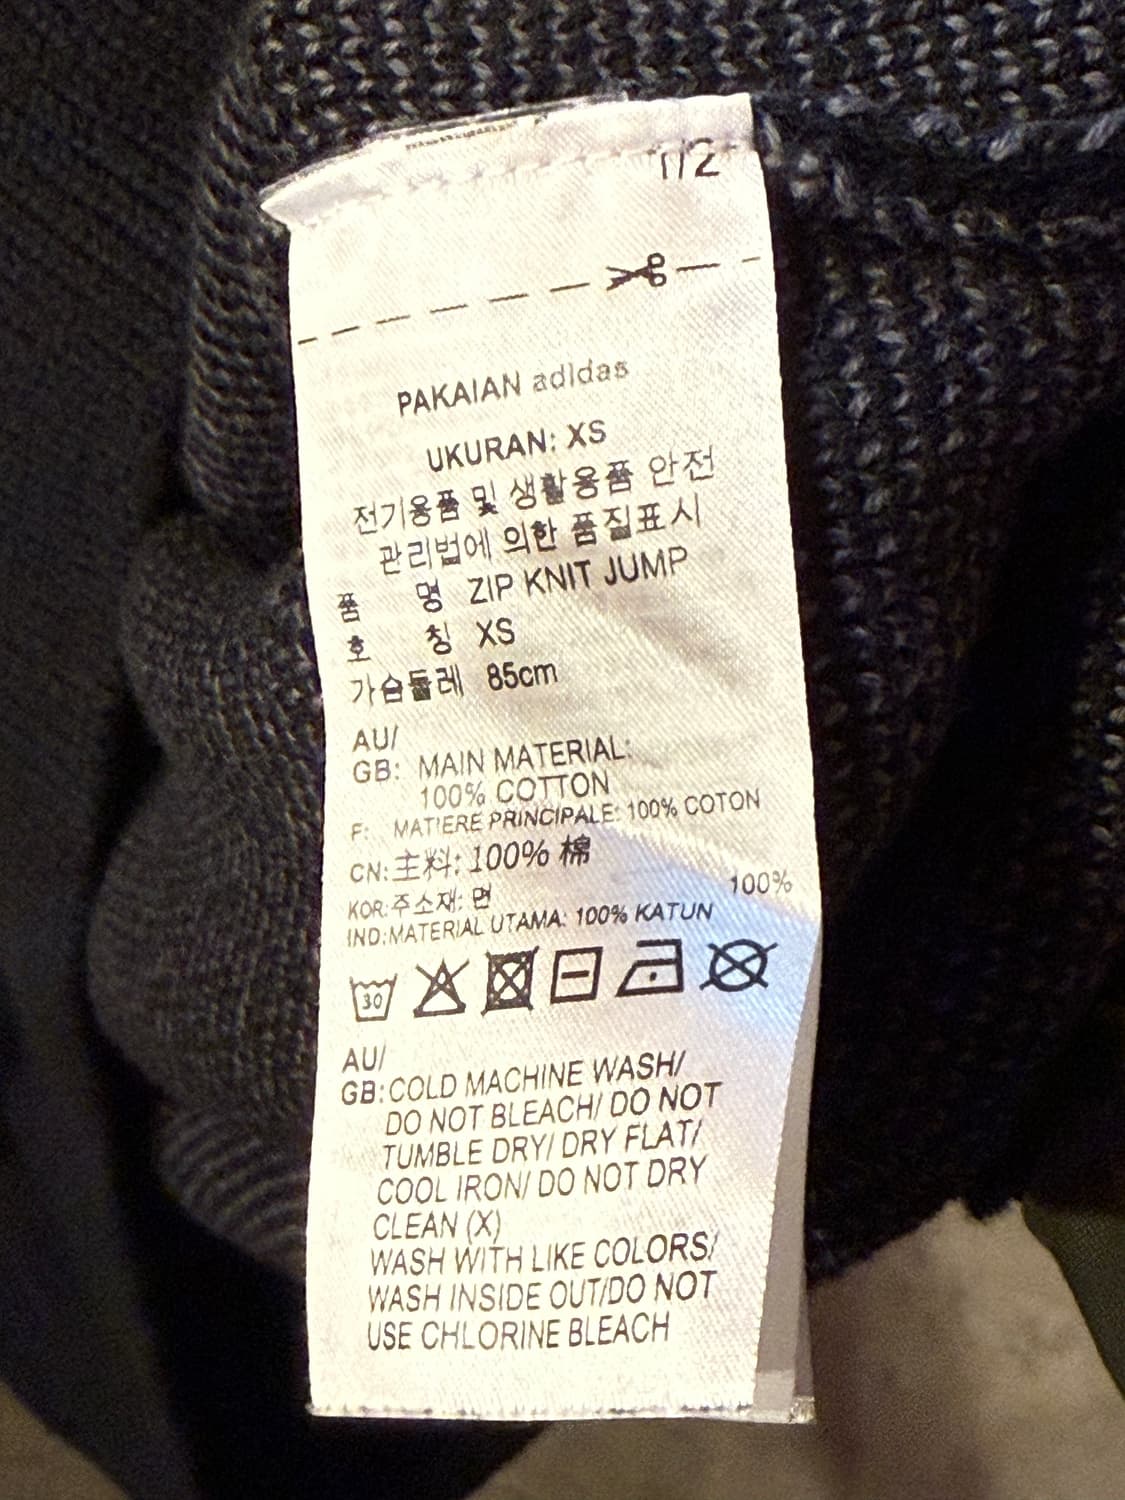 1/2
PAKAIAN adidas
UKURAN: XS
전기용품 및 생활용품 안전
관리법에 의한 품질표시
품 명 ZIP KNIT JUMP
호 칭 XS
가슴둘레 85cm
AU/
GB: MAIN MATERIAL:
100% COTTON
F: MATIERE PRINCIPALE: 100% COTON
CN: 主料: 100% 棉
KOR: 주소재: 면 100%
IND: MATERIAL UTAMA: 100% KATUN
30
AU/
GB: COLD MACHINE WASH/
DO NOT BLEACH/ DO NOT
TUMBLE DRY/ DRY FLAT/
COOL IRON/ DO NOT DRY
CLEAN (X)
WASH WITH LIKE COLORS/
WASH INSIDE OUT/DO NOT
USE CHLORINE BLEACH